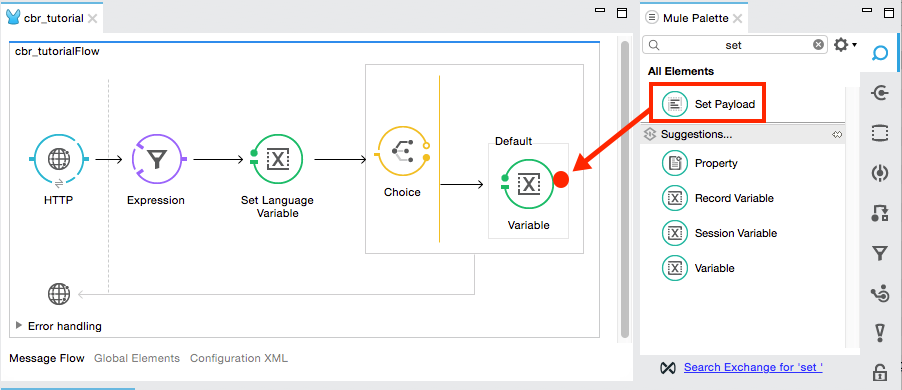 cbr_tutorial
cbr_tutorialFlow
HTTP
Expression
Set Language
Variable
Choice
Default
Variable
Error handling
Message Flow
Global Elements
Configuration XML
Mule Palette
set
All Elements
Set Payload
Suggestions...
Property
Record Variable
Session Variable
Variable
Search Exchange for 'set '